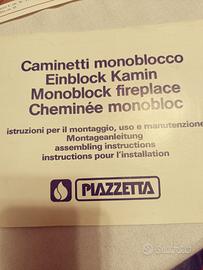 Caminetti monoblocco
Einblock Kamin
Monoblock fireplace
Cheminée monobloc
istruzioni per il montaggio, uso e manutenzione
Montageanleitung
assembling instructions
instructions pour l'installation
PIAZZETTA
subito